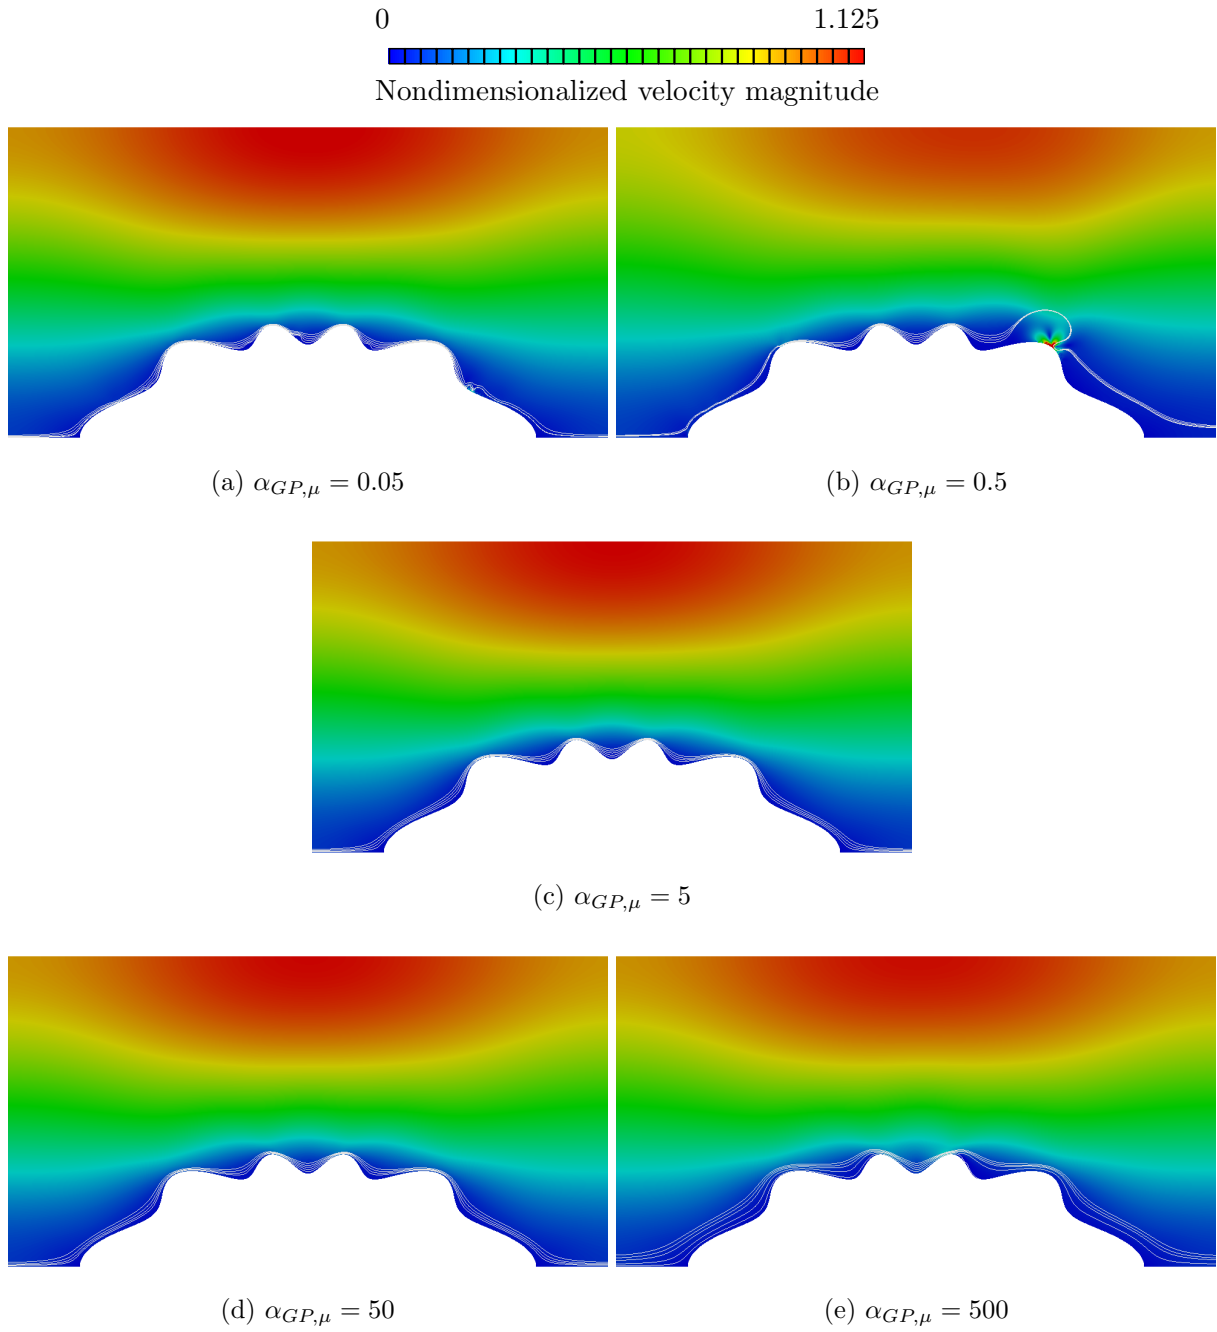 0 1.125
Nondimensionalized velocity magnitude
(a) α_{GP,μ} = 0.05
(b) α_{GP,μ} = 0.5
(c) α_{GP,μ} = 5
(d) α_{GP,μ} = 50
(e) α_{GP,μ} = 500